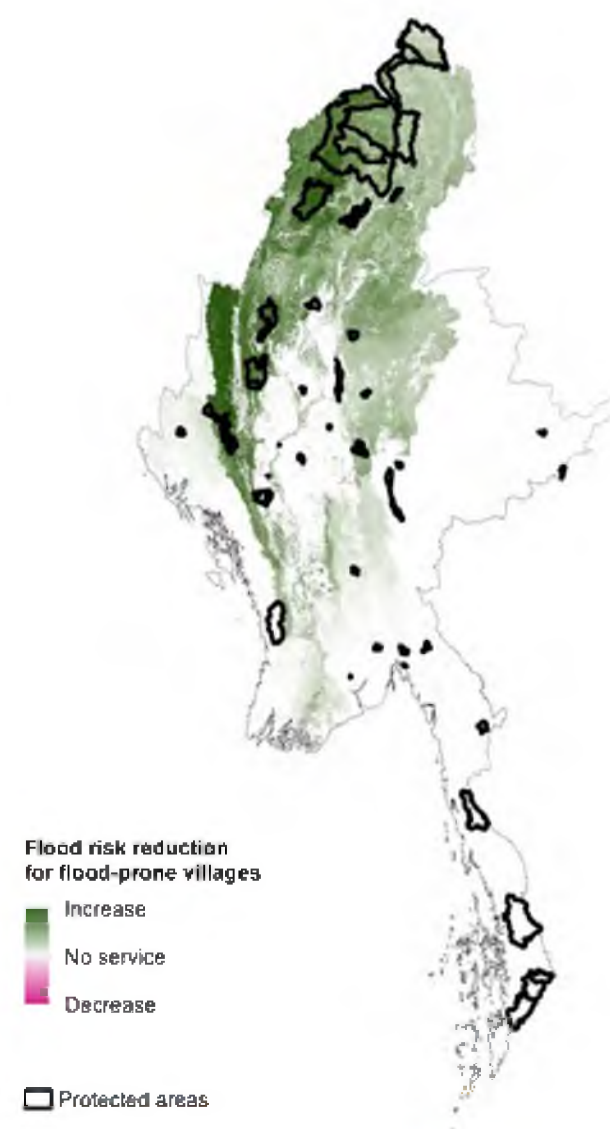 Flood risk reduction
for flood-prone villages
Increase
No service
Decrease
Protected areas